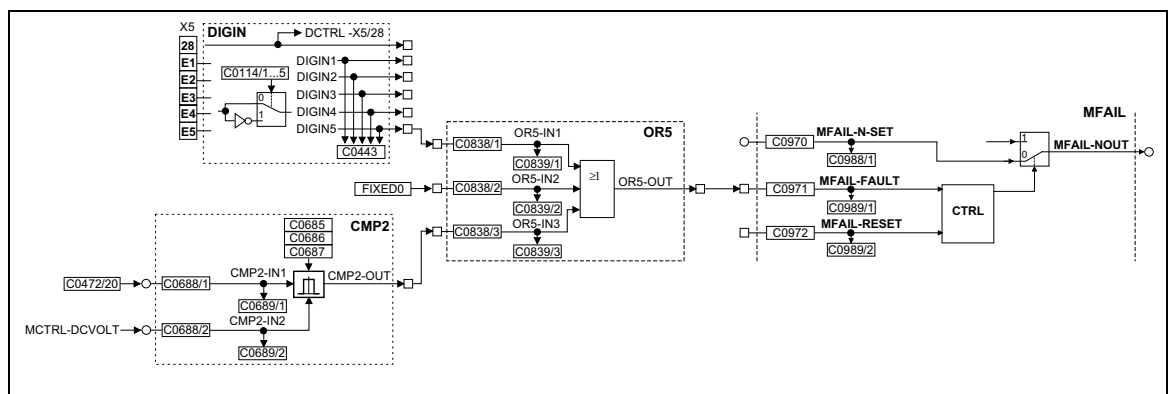 X5
DIGIN
28
E1
E2
E3
E4
E5
DCTRL -X5/28
C0114/1...5
0
1
DIGIN1
DIGIN2
DIGIN3
DIGIN4
DIGIN5
C0443
OR5
C0838/1
OR5-IN1
C0839/1
FIXED0
C0838/2
OR5-IN2
C0839/2
C0838/3
OR5-IN3
C0839/3
≥1
OR5-OUT
CMP2
C0685
C0686
C0687
C0472/20
C0688/1
CMP2-IN1
C0689/1
CMP2-OUT
MCTRL-DCVOLT
C0688/2
CMP2-IN2
C0689/2
MFAIL
C0970
MFAIL-N-SET
C0988/1
1
0
MFAIL-NOUT
C0971
MFAIL-FAULT
C0989/1
C0972
MFAIL-RESET
C0989/2
CTRL